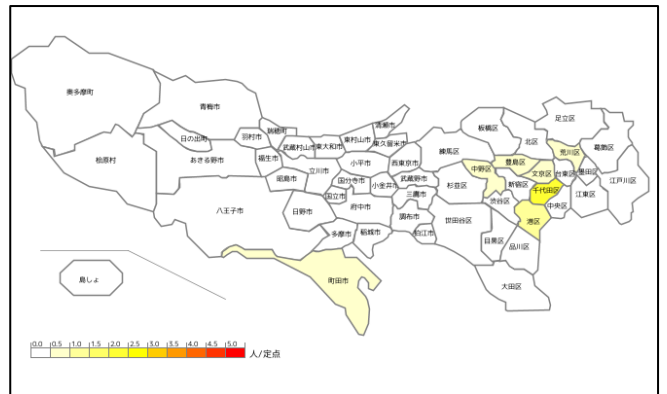 奥多摩町
青梅市
日の出町
檜原村
あきる野市
羽村市
瑞穂町
福生市
武蔵村山市
東大和市
東村山市
清瀬市
東久留米市
昭島市
立川市
小平市
西東京市
国分寺市
小金井市
武蔵野市
三鷹市
国立市
府中市
調布市
狛江市
八王子市
日野市
多摩市
稲城市
町田市
島しょ
練馬区
板橋区
北区
足立区
荒川区
葛飾区
中野区
豊島区
文京区
台東区
墨田区
江戸川区
杉並区
新宿区
千代田区
江東区
渋谷区
中央区
世田谷区
港区
目黒区
品川区
大田区
0.0 0.5 1.0 1.5 2.0 2.5 3.0 3.5 4.0 4.5 5.0
人/定点